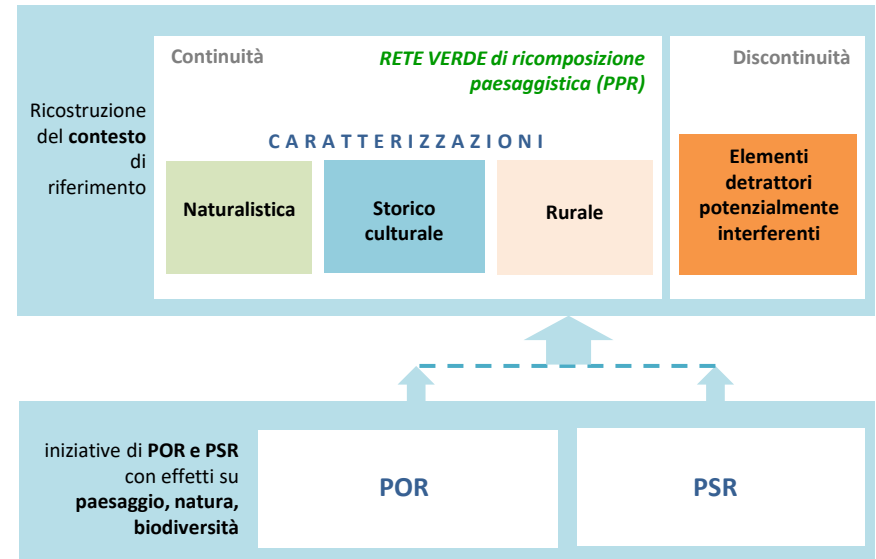 Ricostruzione
del contesto
di
riferimento
Continuità
RETE VERDE di ricomposizione
paesaggistica (PPR)
CARATTERIZZAZIONI
Naturalistica
Storico
culturale
Rurale
Discontinuità
Elementi
detrattori
potenzialmente
interferenti
iniziative di POR e PSR
con effetti su
paesaggio, natura,
biodiversità
POR
PSR